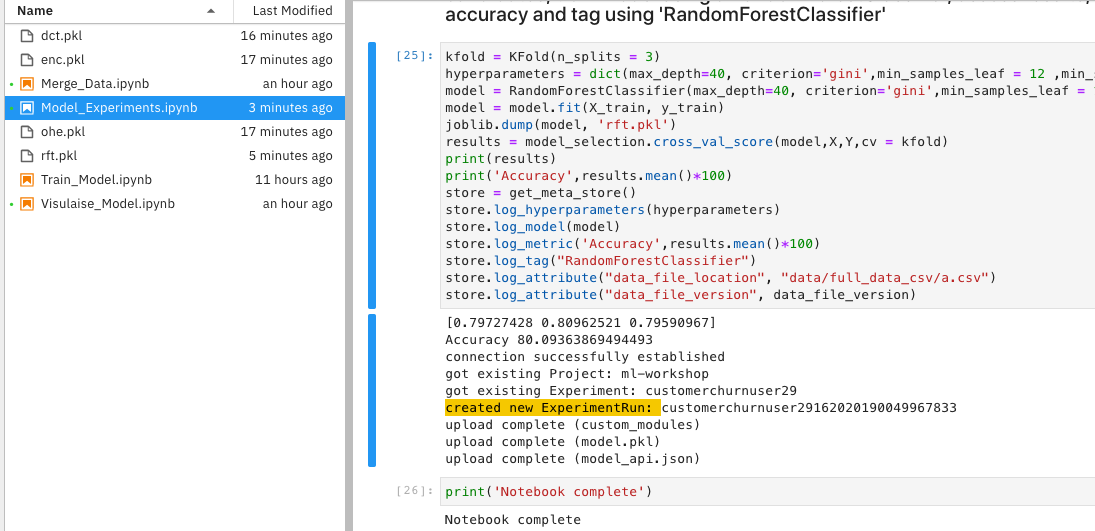 Name
Last Modified
dct.pkl 16 minutes ago
enc.pkl 17 minutes ago
Merge_Data.ipynb an hour ago
Model_Experiments.ipynb 3 minutes ago
ohe.pkl 17 minutes ago
rft.pkl 5 minutes ago
Train_Model.ipynb 11 hours ago
Visulaise_Model.ipynb an hour ago
accuracy and tag using 'RandomForestClassifier'
[25]:
kfold = KFold(n_splits = 3)
hyperparameters = dict(max_depth=40, criterion='gini',min_samples_leaf = 12 ,min_s
model = RandomForestClassifier(max_depth=40, criterion='gini',min_samples_leaf =
model = model.fit(X_train, y_train)
joblib.dump(model, 'rft.pkl')
results = model_selection.cross_val_score(model,X,Y,cv = kfold)
print(results)
print('Accuracy',results.mean()*100)
store = get_meta_store()
store.log_hyperparameters(hyperparameters)
store.log_model(model)
store.log_metric('Accuracy',results.mean()*100)
store.log_tag("RandomForestClassifier")
store.log_attribute("data_file_location", "data/full_data_csv/a.csv")
store.log_attribute("data_file_version", data_file_version)
[0.79727428 0.80962521 0.79590967]
Accuracy 80.09363869494493
connection successfully established
got existing Project: ml-workshop
got existing Experiment: customerchurnuser29
created new ExperimentRun: customerchurnuser29162020190049967833
upload complete (custom_modules)
upload complete (model.pkl)
upload complete (model_api.json)
[26]:
print('Notebook complete')
Notebook complete